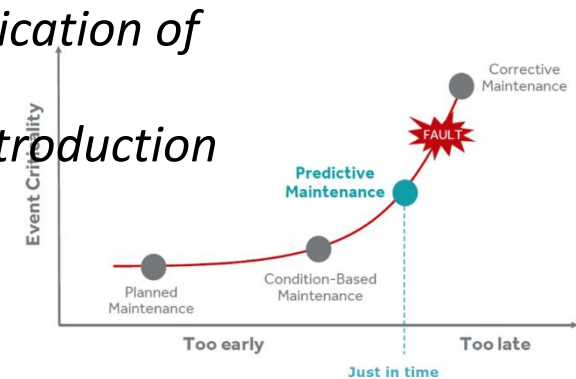 ication of
troduction
Event Criticality
Corrective
Maintenance
FAULT
Predictive
Maintenance
Condition-Based
Maintenance
Planned
Maintenance
Too early
Too late
Just in time